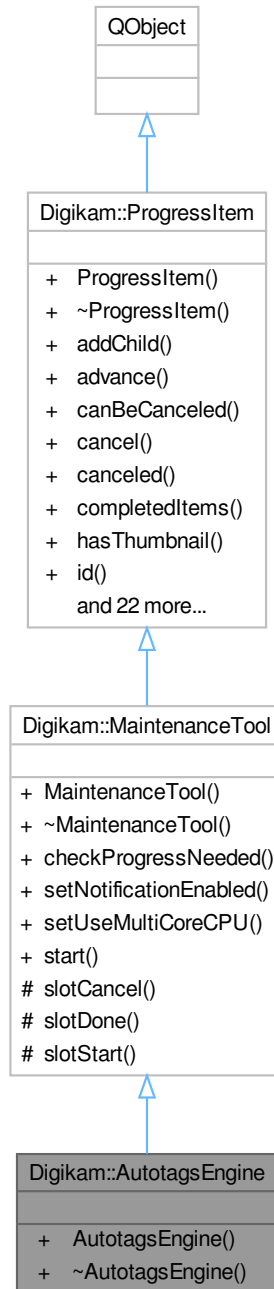 QObject
Digikam::ProgressItem
+ ProgressItem()
+ ~ProgressItem()
+ addChild()
+ advance()
+ canBeCanceled()
+ cancel()
+ canceled()
+ completedItems()
+ hasThumbnail()
+ id()
and 22 more...
Digikam::MaintenanceTool
+ MaintenanceTool()
+ ~MaintenanceTool()
+ checkProgressNeeded()
+ setNotificationEnabled()
+ setUseMultiCoreCPU()
+ start()
# slotCancel()
# slotDone()
# slotStart()
Digikam::AutotagsEngine
+ AutotagsEngine()
+ ~AutotagsEngine()